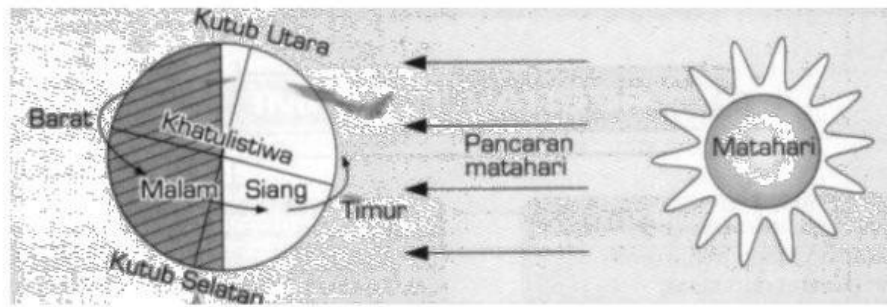 Kutub Utara
Barat
Khatulistiwa
Malam
Siang
Timur
Kutub Selatan
Pancaran
matahari
Matahari